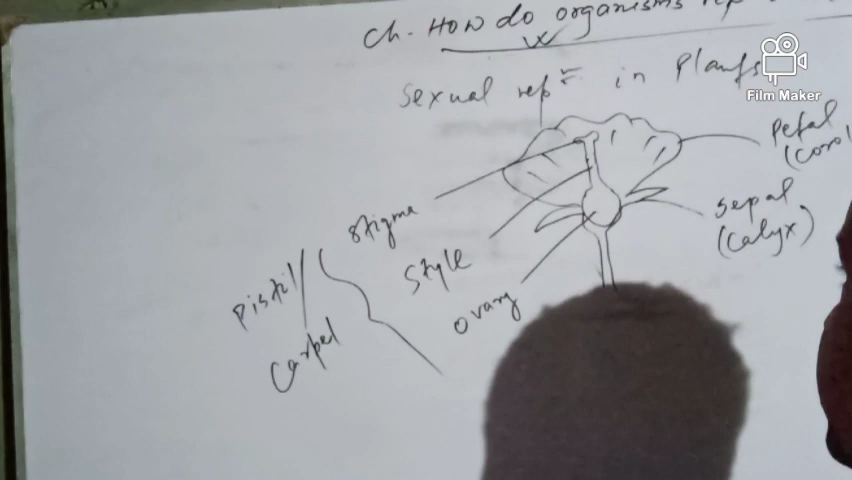 Ch. How do organisms rep
Sexual repn in Plants
Film Maker
Petal
(Coro
Sepal
(Calyx)
Stigma
Style
Ovary
Pistil/
Carpel